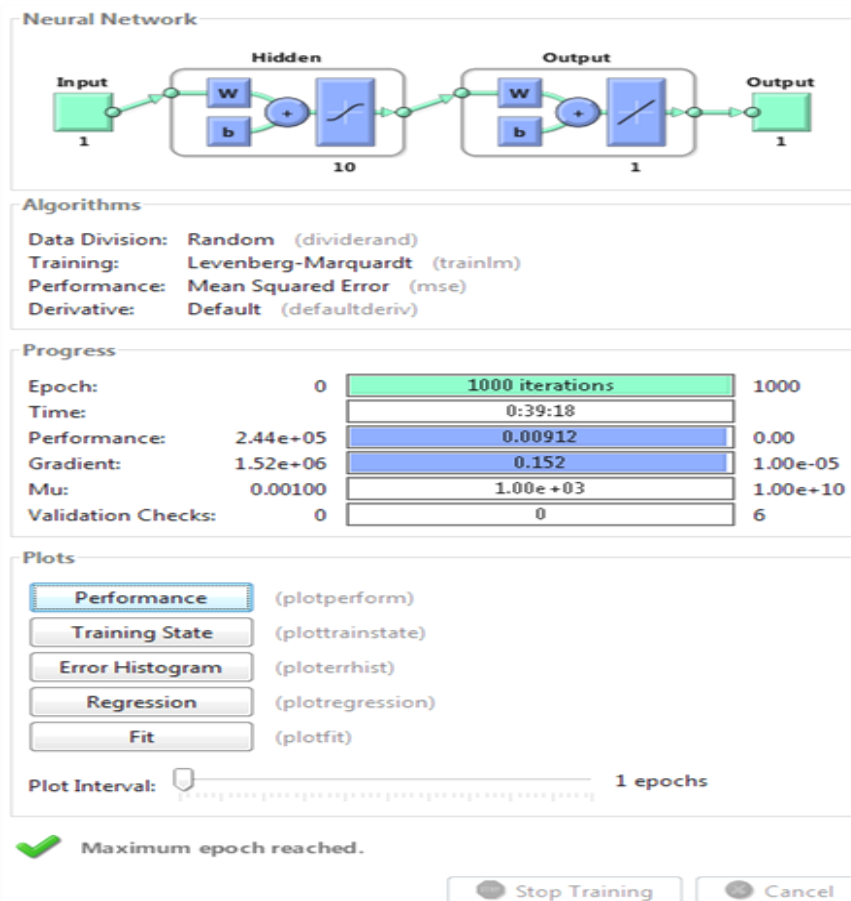 Neural Network
Hidden Output
Input Output
W W
+ +
b b
1 1
10 1
Algorithms
Data Division: Random (dividerand)
Training: Levenberg-Marquardt (trainlm)
Performance: Mean Squared Error (mse)
Derivative: Default (defaultderiv)
Progress
Epoch: 0 1000 iterations 1000
Time: 0:39:18
Performance: 2.44e+05 0.00912 0.00
Gradient: 1.52e+06 0.152 1.00e-05
Mu: 0.00100 1.00e+03 1.00e+10
Validation Checks: 0 0 6
Plots
Performance (plotperform)
Training State (plottrainstate)
Error Histogram (ploterrhist)
Regression (plotregression)
Fit (plotfit)
Plot Interval: 1 epochs
Maximum epoch reached.
Stop Training Cancel